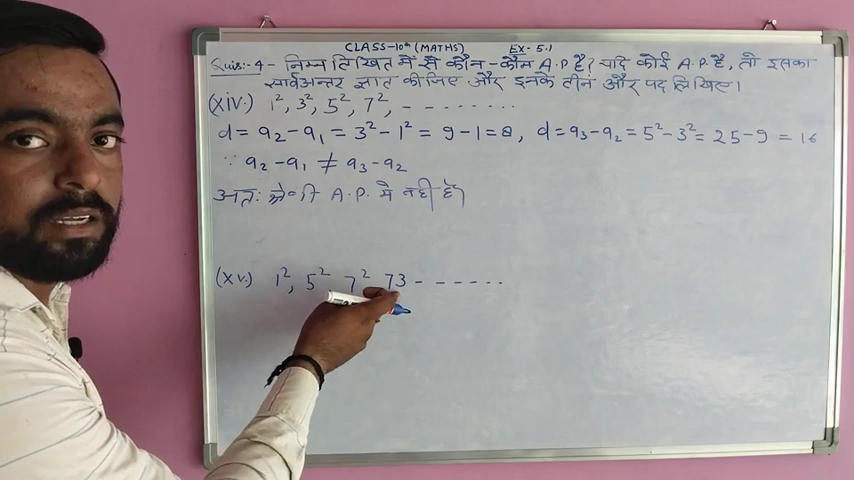 CLASS-10th (MATHS) EX-5.1
Quis:-4- निम्नलिखित में से कौन-कौन A.P है? यदि कोई A.P. है, तो इसका
सार्वअन्तर ज्ञात कीजिए और इनके तीन और पद लिखिए।
(xiv) 1², 3², 5², 7², - - - - - - - -
d = a₂-a₁ = 3²-1² = 9-1=8, d=a₃-a₂=5²-3²=25-9 = 16
∵ a₂-a₁ ≠ a₃-a₂
अतः श्रेणी A.P. में नही है।
(xv.) 1², 5² 7² 73 - - - - - - -